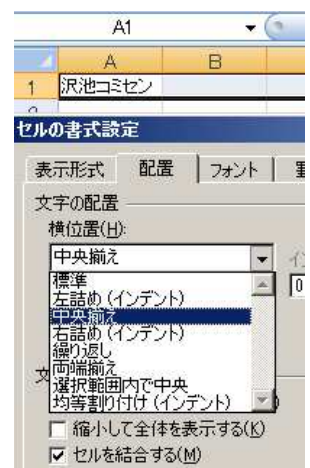 A1
A B
1 沢池コミセン
セルの書式設定
表示形式 配置 フォント
文字の配置
横位置(H):
中央揃え
0
標準
左詰め (インデント)
中央揃え
右詰め (インデント)
繰り返し
両端揃え
選択範囲内で中央
均等割り付け (インデント)
文
縮小して全体を表示する(K)
セルを結合する(M)